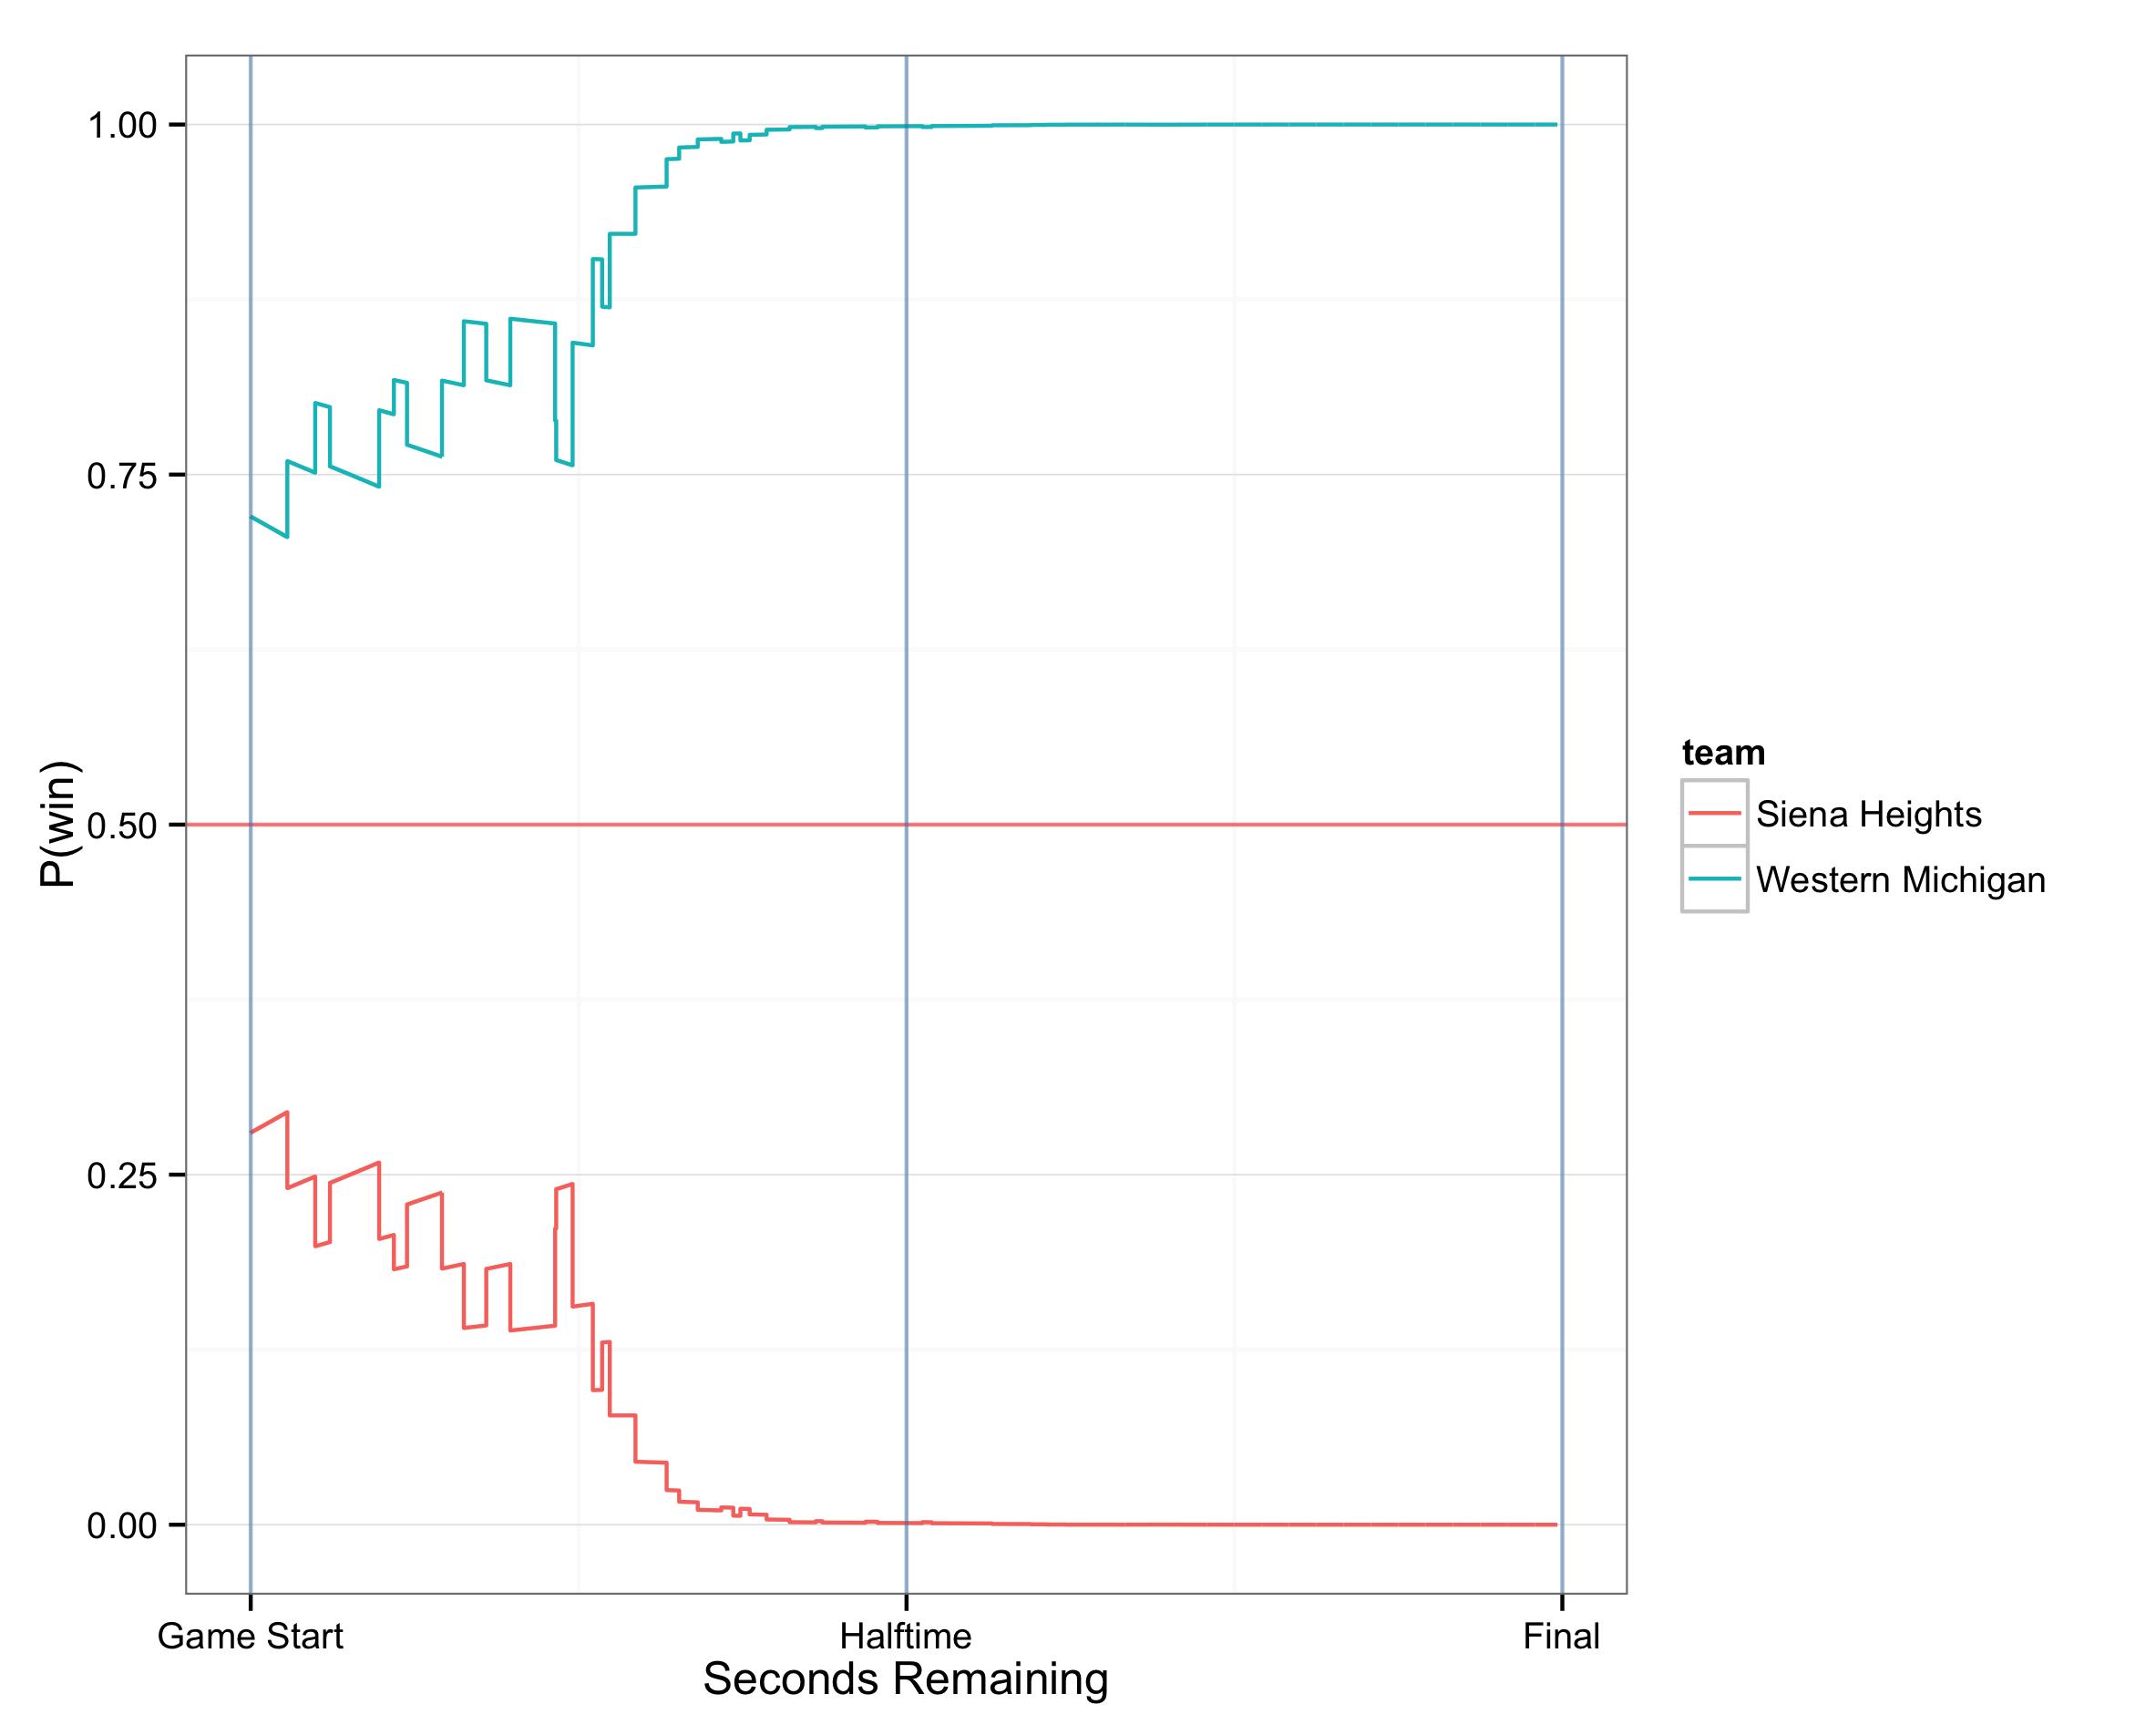 1.00
0.75
0.50
0.25
0.00
P(win)
Game Start
Halftime
Final
Seconds Remaining
team
Siena Heights
Western Michigan